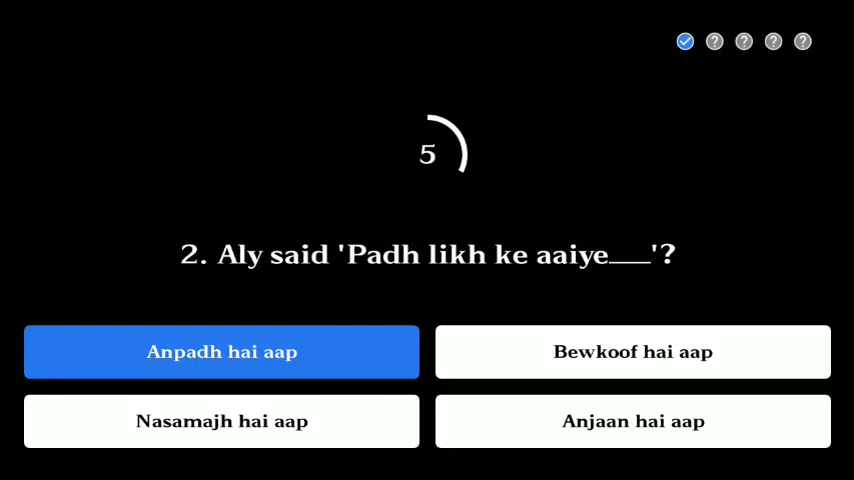 ? ? ? ?
5
2. Aly said 'Padh likh ke aaiye___'?
Anpadh hai aap
Bewkoof hai aap
Nasamajh hai aap
Anjaan hai aap